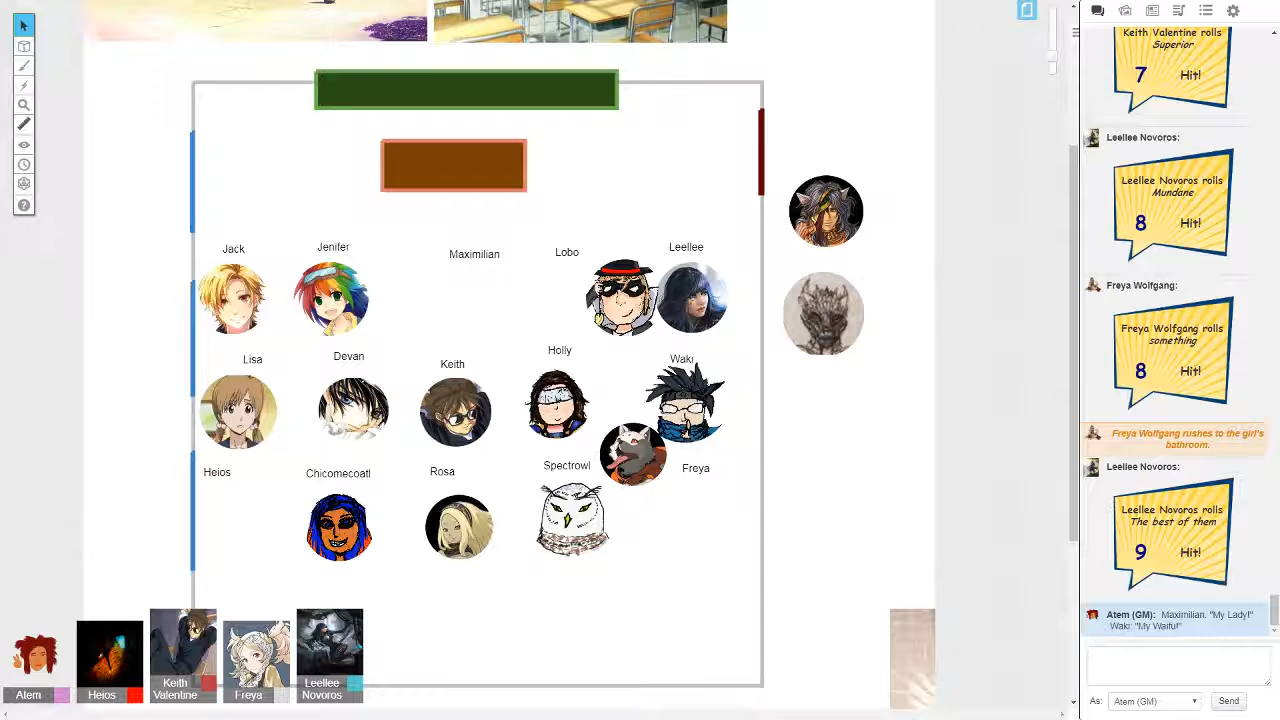 Jack
Jenifer
Maximilian
Lobo
Leellee
Lisa
Devan
Keith
Holly
Waki
Heios
Chicomecoatl
Rosa
Spectrowl
Freya
Atem
Heios
Keith
Valentine
Freya
Leellee
Novoros
Keith Valentine rolls
Superior
7 Hit!
Leellee Novoros:
Leellee Novoros rolls
Mundane
8 Hit!
Freya Wolfgang:
Freya Wolfgang rolls
something
8 Hit!
Freya Wolfgang rushes to the girl's
bathroom.
Leellee Novoros:
Leellee Novoros rolls
The best of them
9 Hit!
Atem (GM): Maximilian. "My Lady!"
Waki: "My Waifu!"
As: Atem (GM) Send